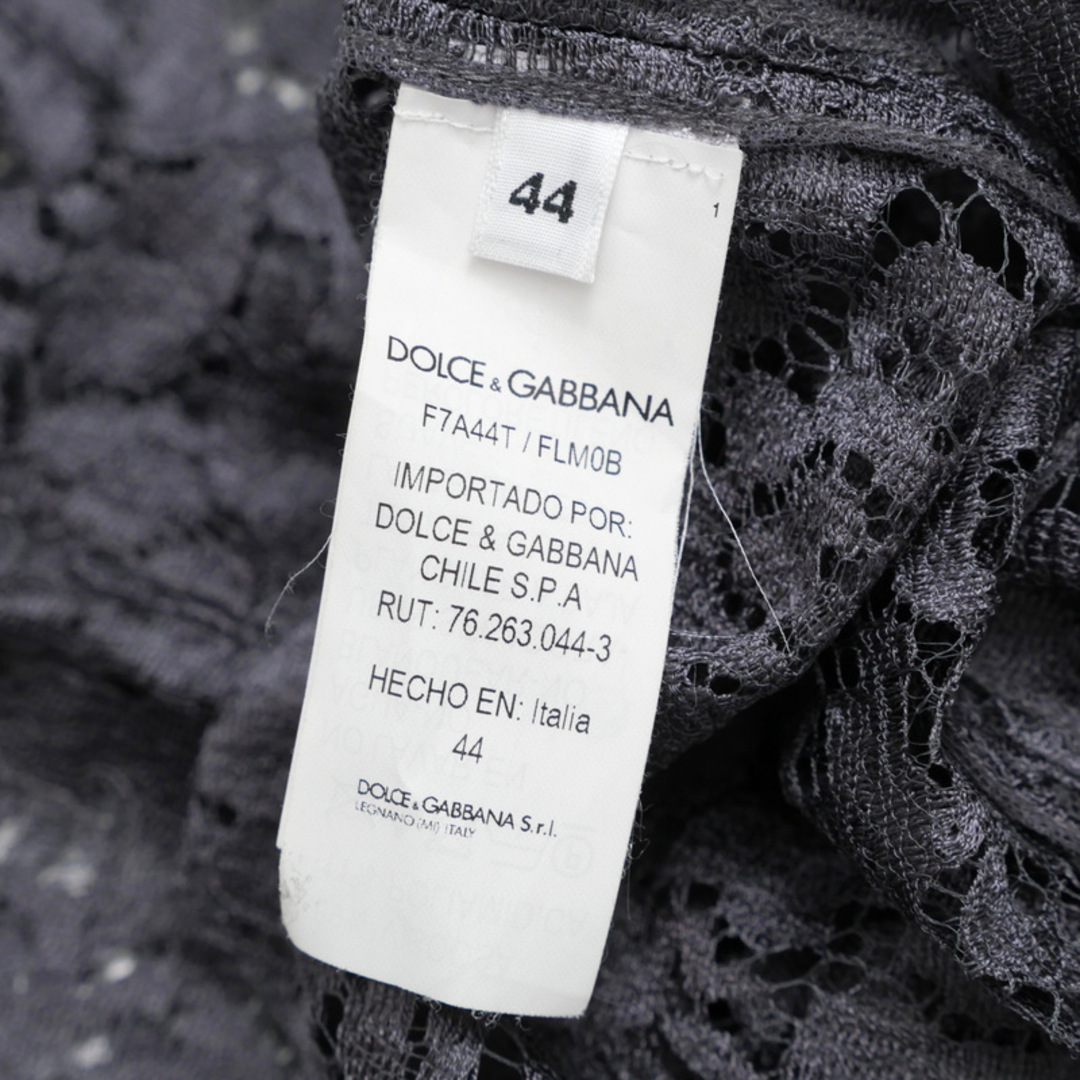 44
1
DOLCE & GABBANA
F7A44T / FLM0B
IMPORTADO POR:
DOLCE & GABBANA
CHILE S.P.A
RUT: 76.263.044-3
HECHO EN: Italia
44
DOLCE & GABBANA S.r.l.
LEGNANO (MI) ITALY